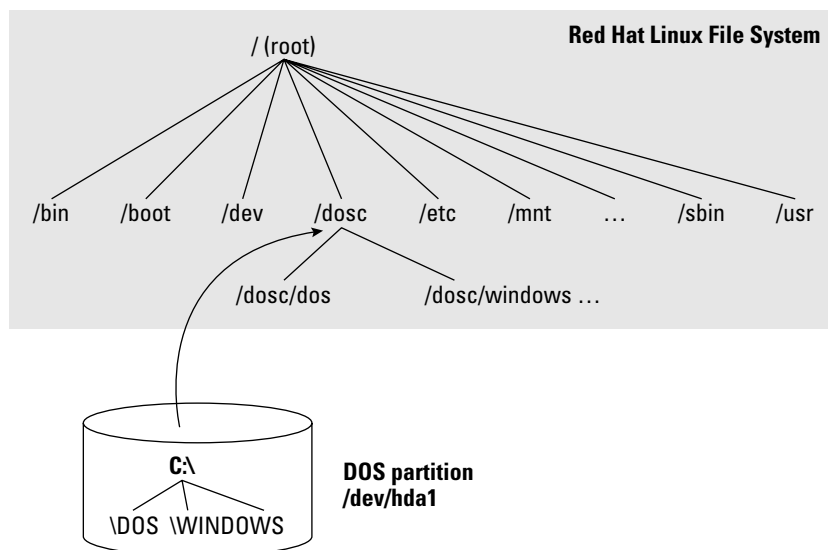 Red Hat Linux File System
/ (root)
/bin /boot /dev /dosc /etc /mnt ... /sbin /usr
/dosc/dos /dosc/windows ...
C:\
\DOS \WINDOWS
DOS partition
/dev/hda1